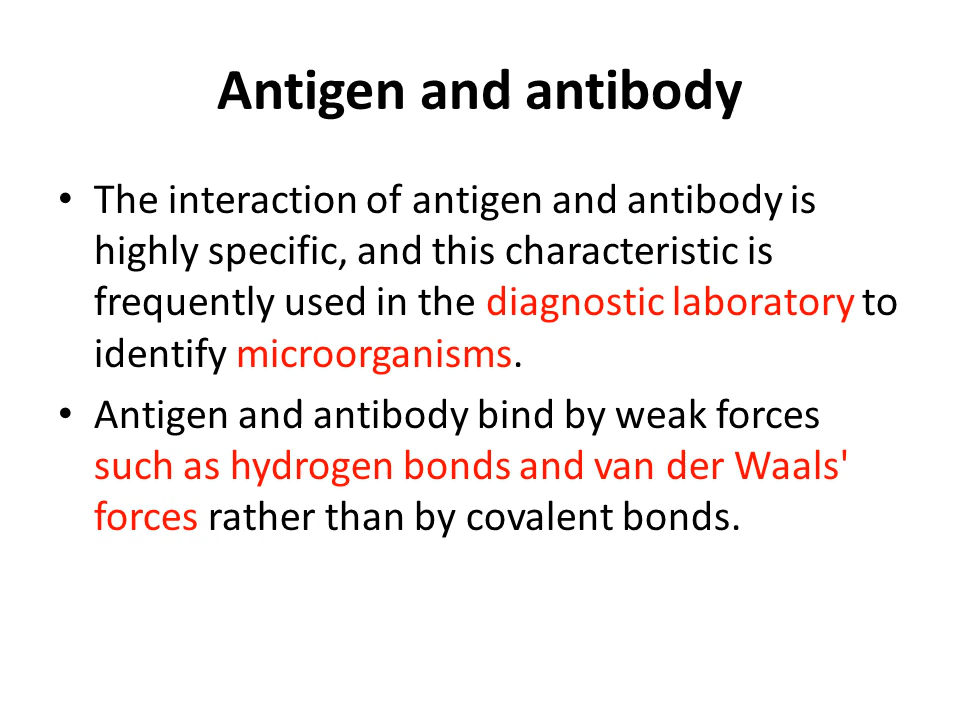 Antigen and antibody
• The interaction of antigen and antibody is
highly specific, and this characteristic is
frequently used in the diagnostic laboratory to
identify microorganisms.
• Antigen and antibody bind by weak forces
such as hydrogen bonds and van der Waals'
forces rather than by covalent bonds.